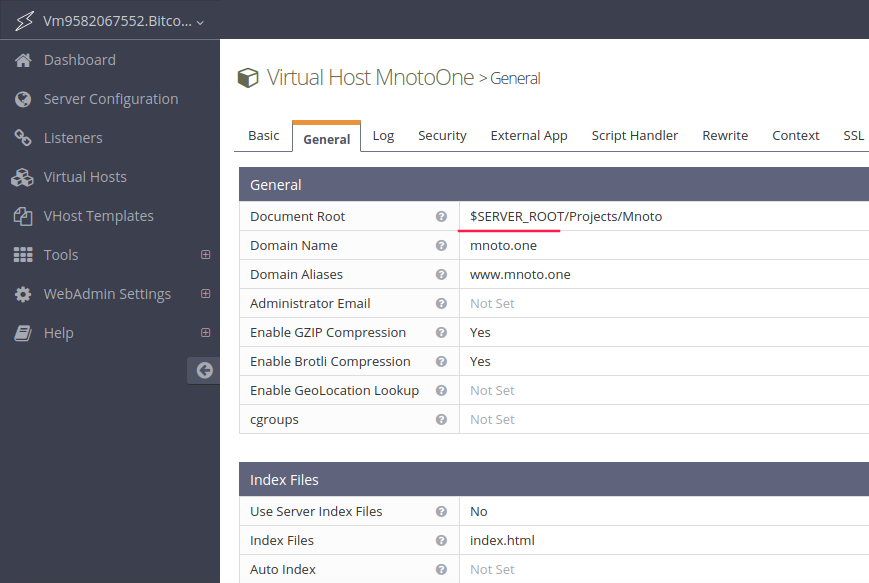 Vm9582067552.Bitco...
Dashboard
Server Configuration
Listeners
Virtual Hosts
VHost Templates
Tools
WebAdmin Settings
Help
Virtual Host MnotoOne > General
Basic General Log Security External App Script Handler Rewrite Context SSL
General
Document Root $SERVER_ROOT/Projects/Mnoto
Domain Name mnoto.one
Domain Aliases www.mnoto.one
Administrator Email Not Set
Enable GZIP Compression Yes
Enable Brotli Compression Yes
Enable GeoLocation Lookup Not Set
cgroups Not Set
Index Files
Use Server Index Files No
Index Files index.html
Auto Index Not Set